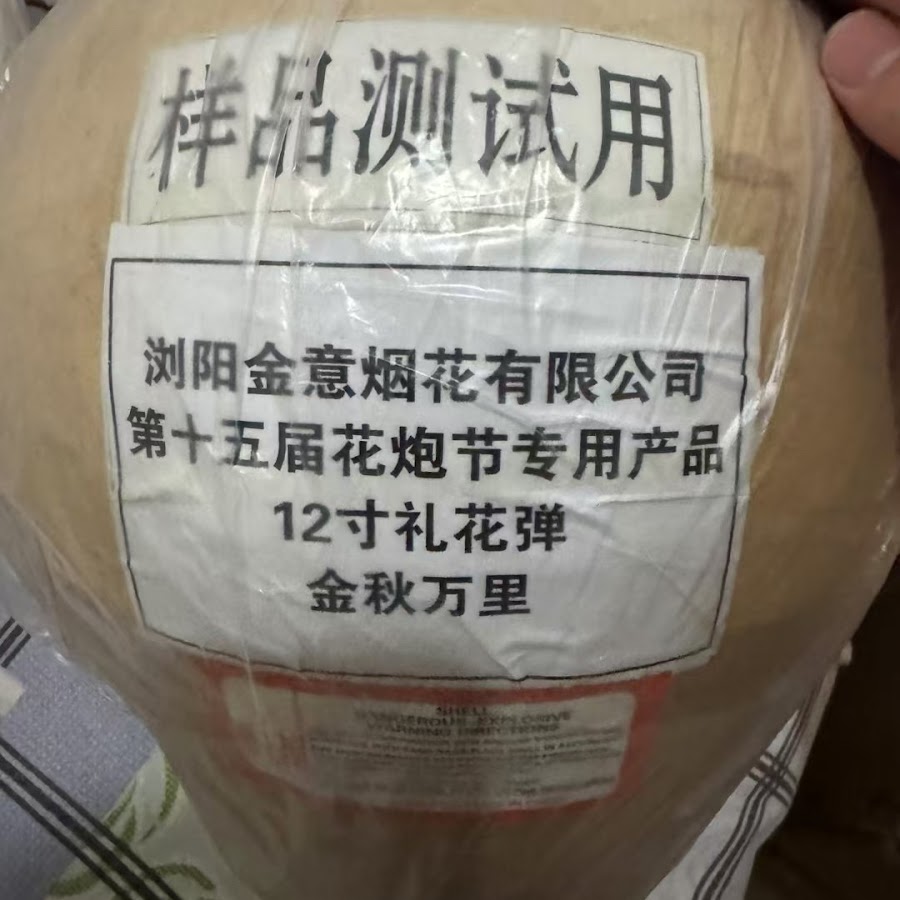 样品测试用
浏阳金意烟花有限公司
第十五届花炮节专用产品
12寸礼花弹
金秋万里
SHELL
DANGEROUS EXPLOSIVE
WARNING DIRECTIONS